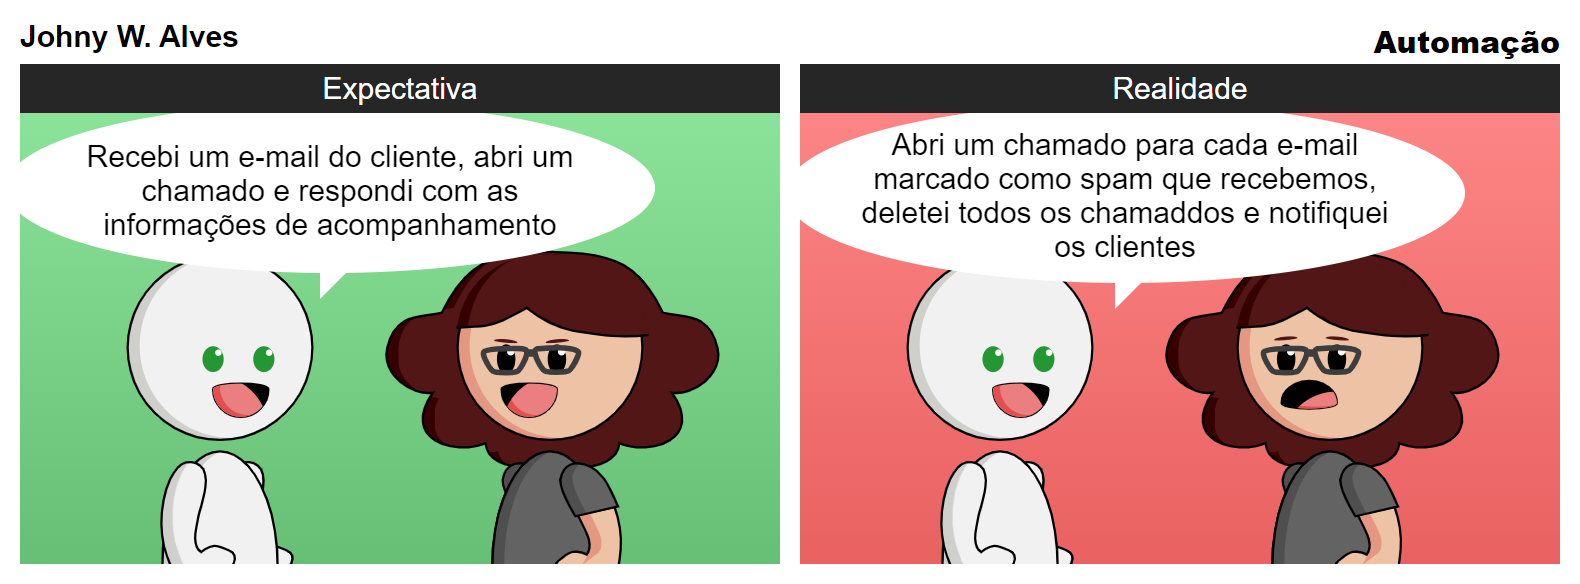 Johny W. Alves
Automação
Expectativa
Recebi um e-mail do cliente, abri um
chamado e respondi com as
informações de acompanhamento
Realidade
Abri um chamado para cada e-mail
marcado como spam que recebemos,
deletei todos os chamaddos e notifiquei
os clientes